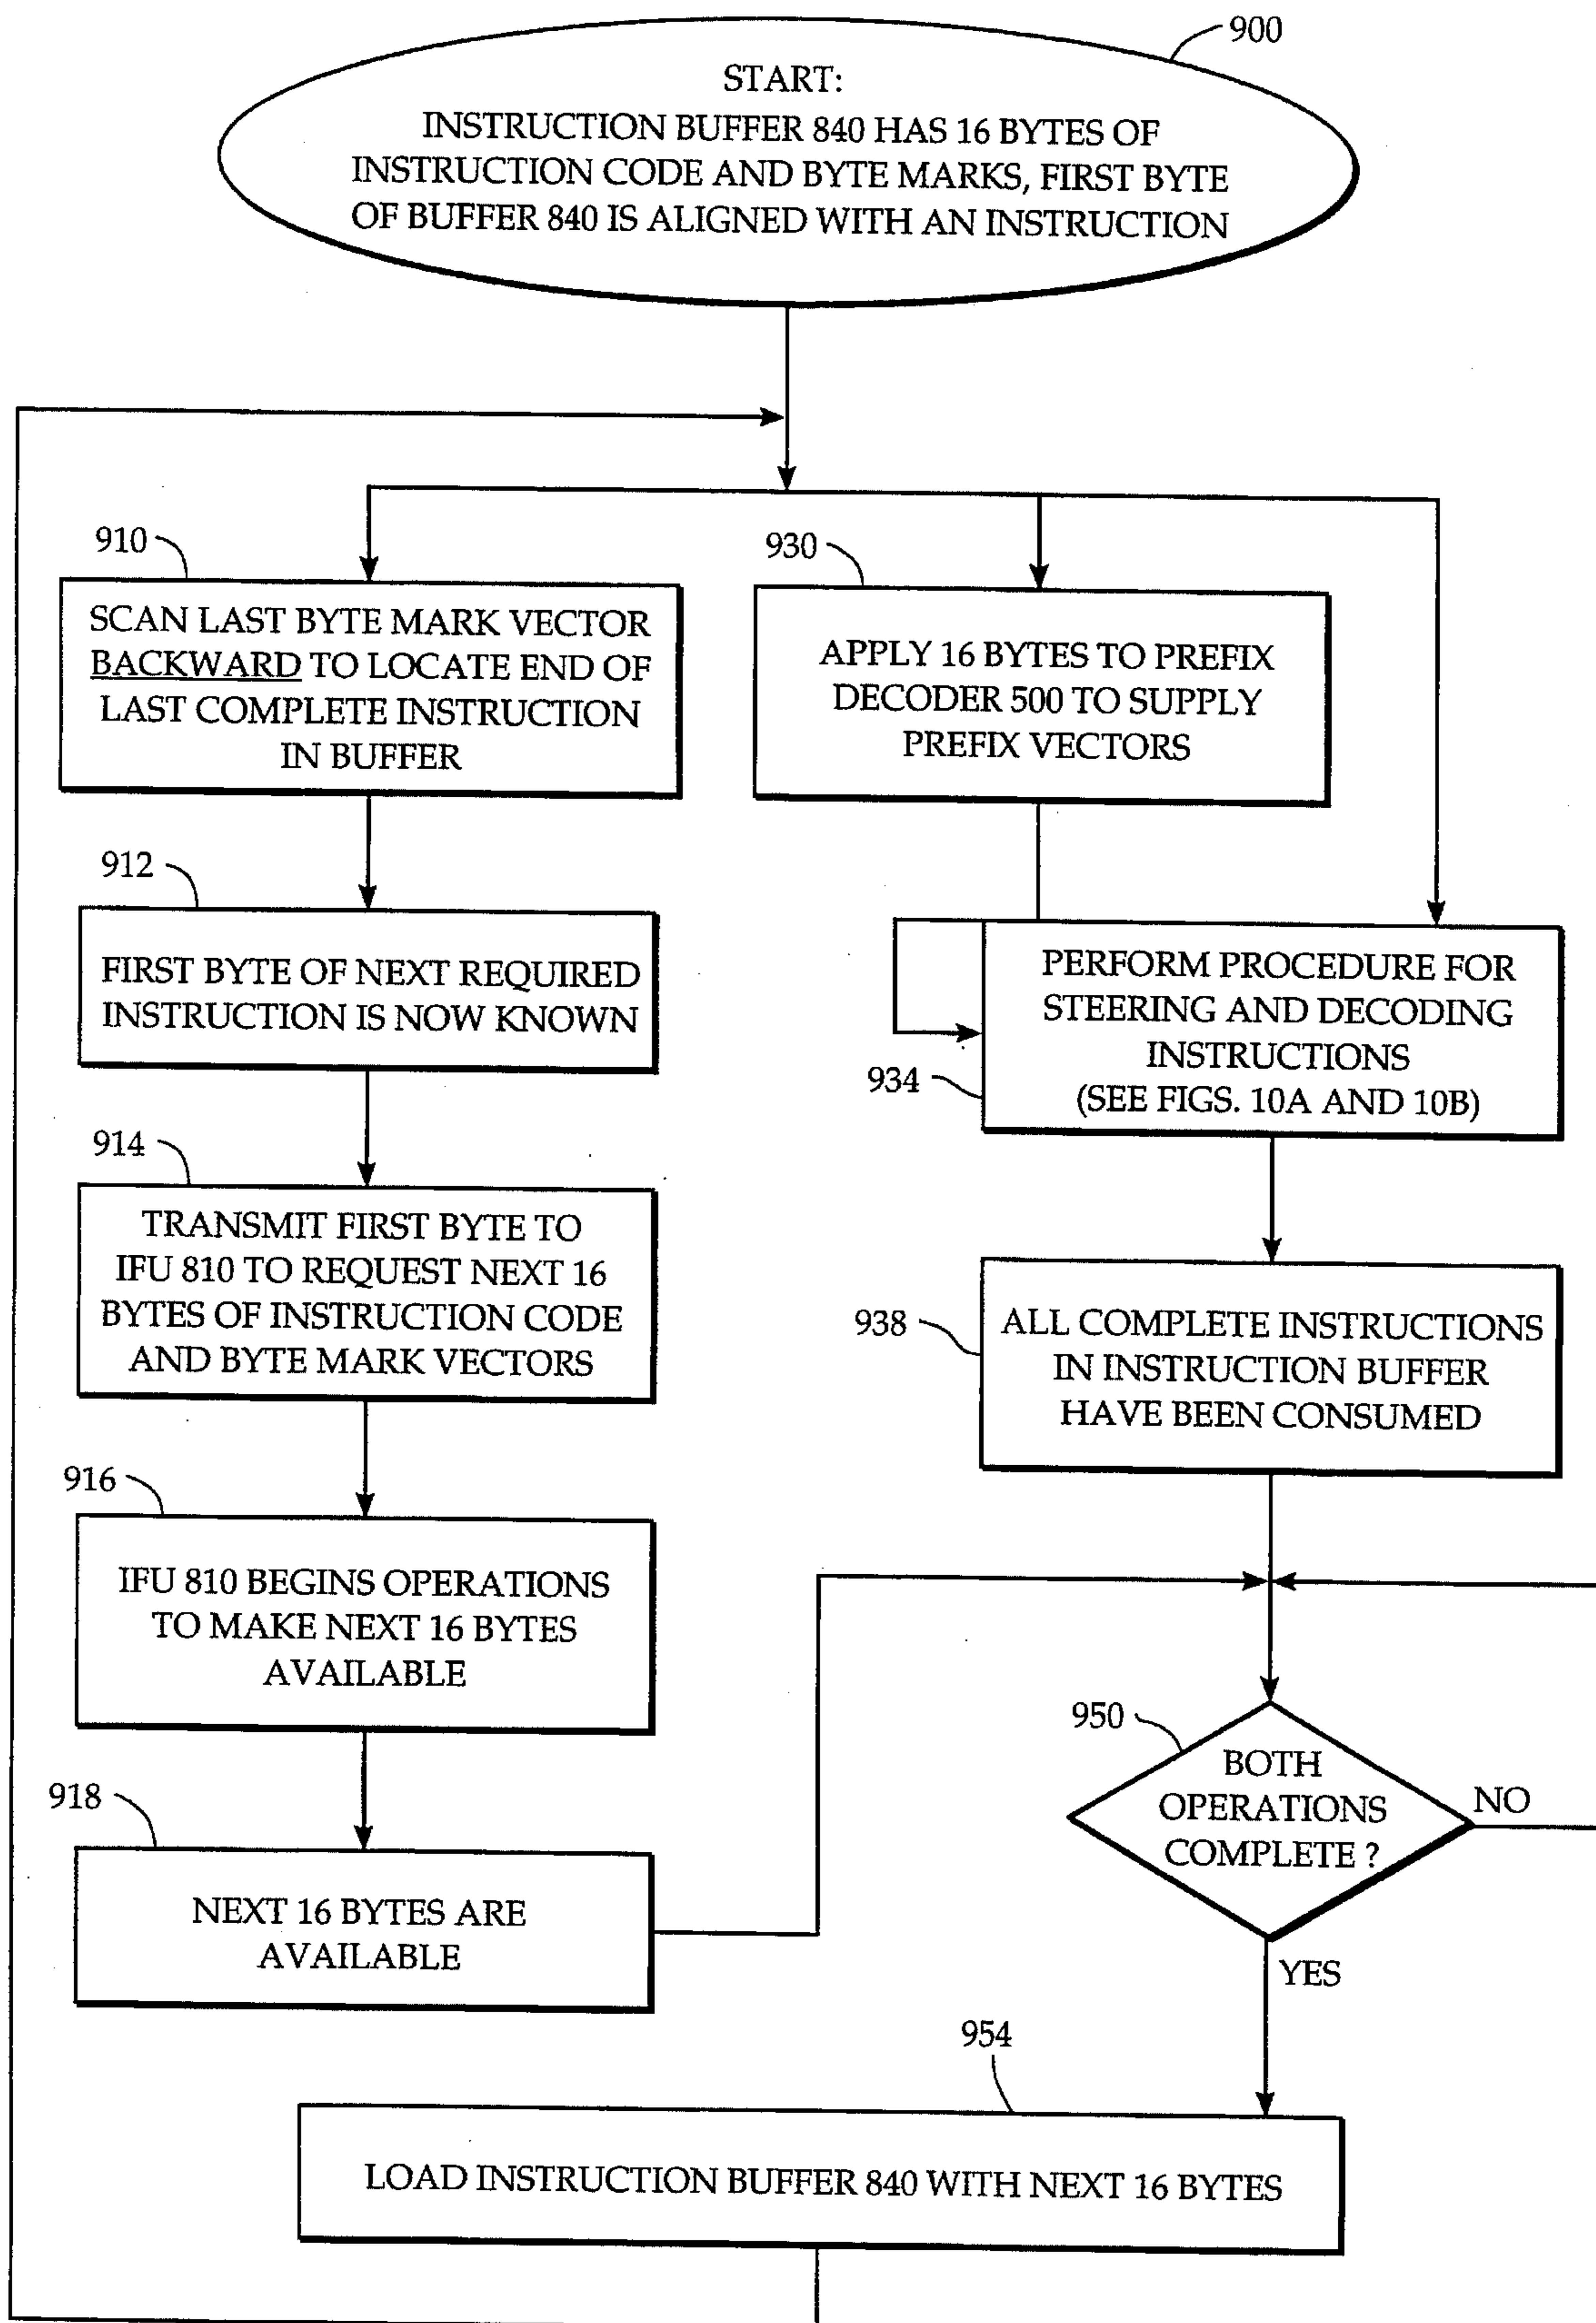 900
START:
INSTRUCTION BUFFER 840 HAS 16 BYTES OF
INSTRUCTION CODE AND BYTE MARKS, FIRST BYTE
OF BUFFER 840 IS ALIGNED WITH AN INSTRUCTION
910
SCAN LAST BYTE MARK VECTOR
BACKWARD TO LOCATE END OF
LAST COMPLETE INSTRUCTION
IN BUFFER
930
APPLY 16 BYTES TO PREFIX
DECODER 500 TO SUPPLY
PREFIX VECTORS
912
FIRST BYTE OF NEXT REQUIRED
INSTRUCTION IS NOW KNOWN
934
PERFORM PROCEDURE FOR
STEERING AND DECODING
INSTRUCTIONS
(SEE FIGS. 10A AND 10B)
914
TRANSMIT FIRST BYTE TO
IFU 810 TO REQUEST NEXT 16
BYTES OF INSTRUCTION CODE
AND BYTE MARK VECTORS
938
ALL COMPLETE INSTRUCTIONS
IN INSTRUCTION BUFFER
HAVE BEEN CONSUMED
916
IFU 810 BEGINS OPERATIONS
TO MAKE NEXT 16 BYTES
AVAILABLE
950
BOTH
OPERATIONS
COMPLETE ?
NO
YES
918
NEXT 16 BYTES ARE
AVAILABLE
954
LOAD INSTRUCTION BUFFER 840 WITH NEXT 16 BYTES